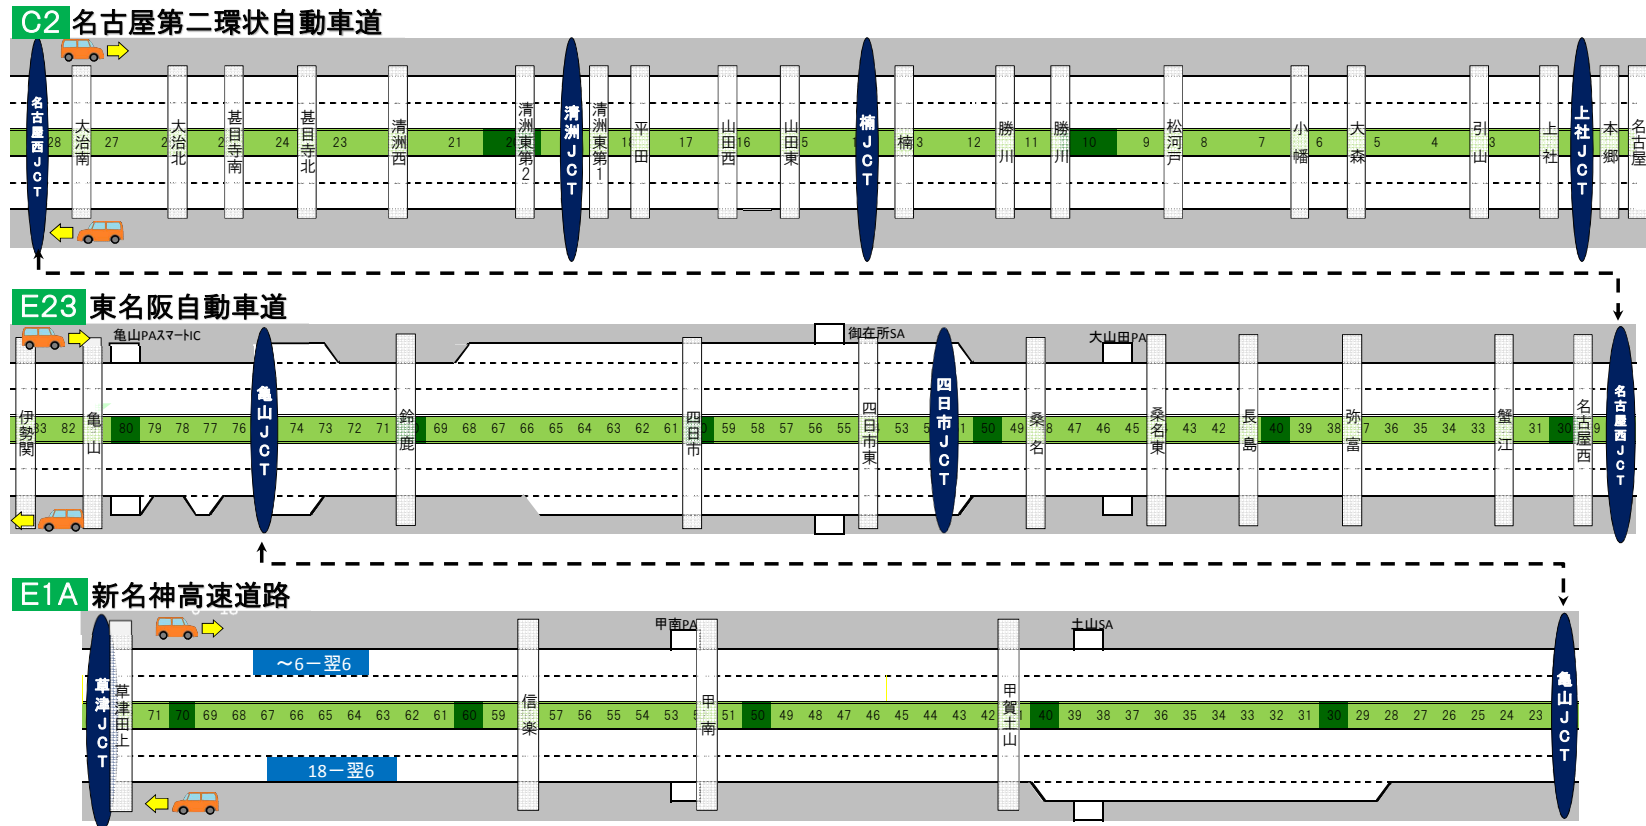 C2 名古屋第二環状自動車道
名古屋西JCT
28
大治南
27
大治北
甚目寺南
24
甚目寺北
23
清洲西
21
清洲東第2
清洲JCT
清洲東第1
平田
17
山田西
16
山田東
5
楠JCT
楠
3
12
勝川
11
勝川
10
9
松河戸
8
7
小幡
6
大森
5
4
引山
3
上社
上社JCT
本郷
名古屋
E23 東名阪自動車道
亀山PAスマートIC
御在所SA
大山田PA
伊勢関
82
亀山
80 79 78 77 76
亀山JCT
74 73 72 71
鈴鹿
69 68 67 66 65 64 63 62 61
四日市
59 58 57 56 55
四日市東
53
四日市JCT
50 49
桑名
47 46 45
桑名東
43 42
長島
40 39 38
弥富
36 35 34 33
蟹江
31 30
名古屋西
名古屋西JCT
E1A 新名神高速道路
甲南PA
土山SA
～6－翌6
草津JCT
草津田上
71 70 69 68 67 66 65 64 63 62 61 60 59
信楽
57 56 55 54 53
甲南
51 50 49 48 47 46 45 44 43 42
甲賀土山
40 39 38 37 36 35 34 33 32 31 30 29 28 27 26 25 24 23
亀山JCT
18－翌6